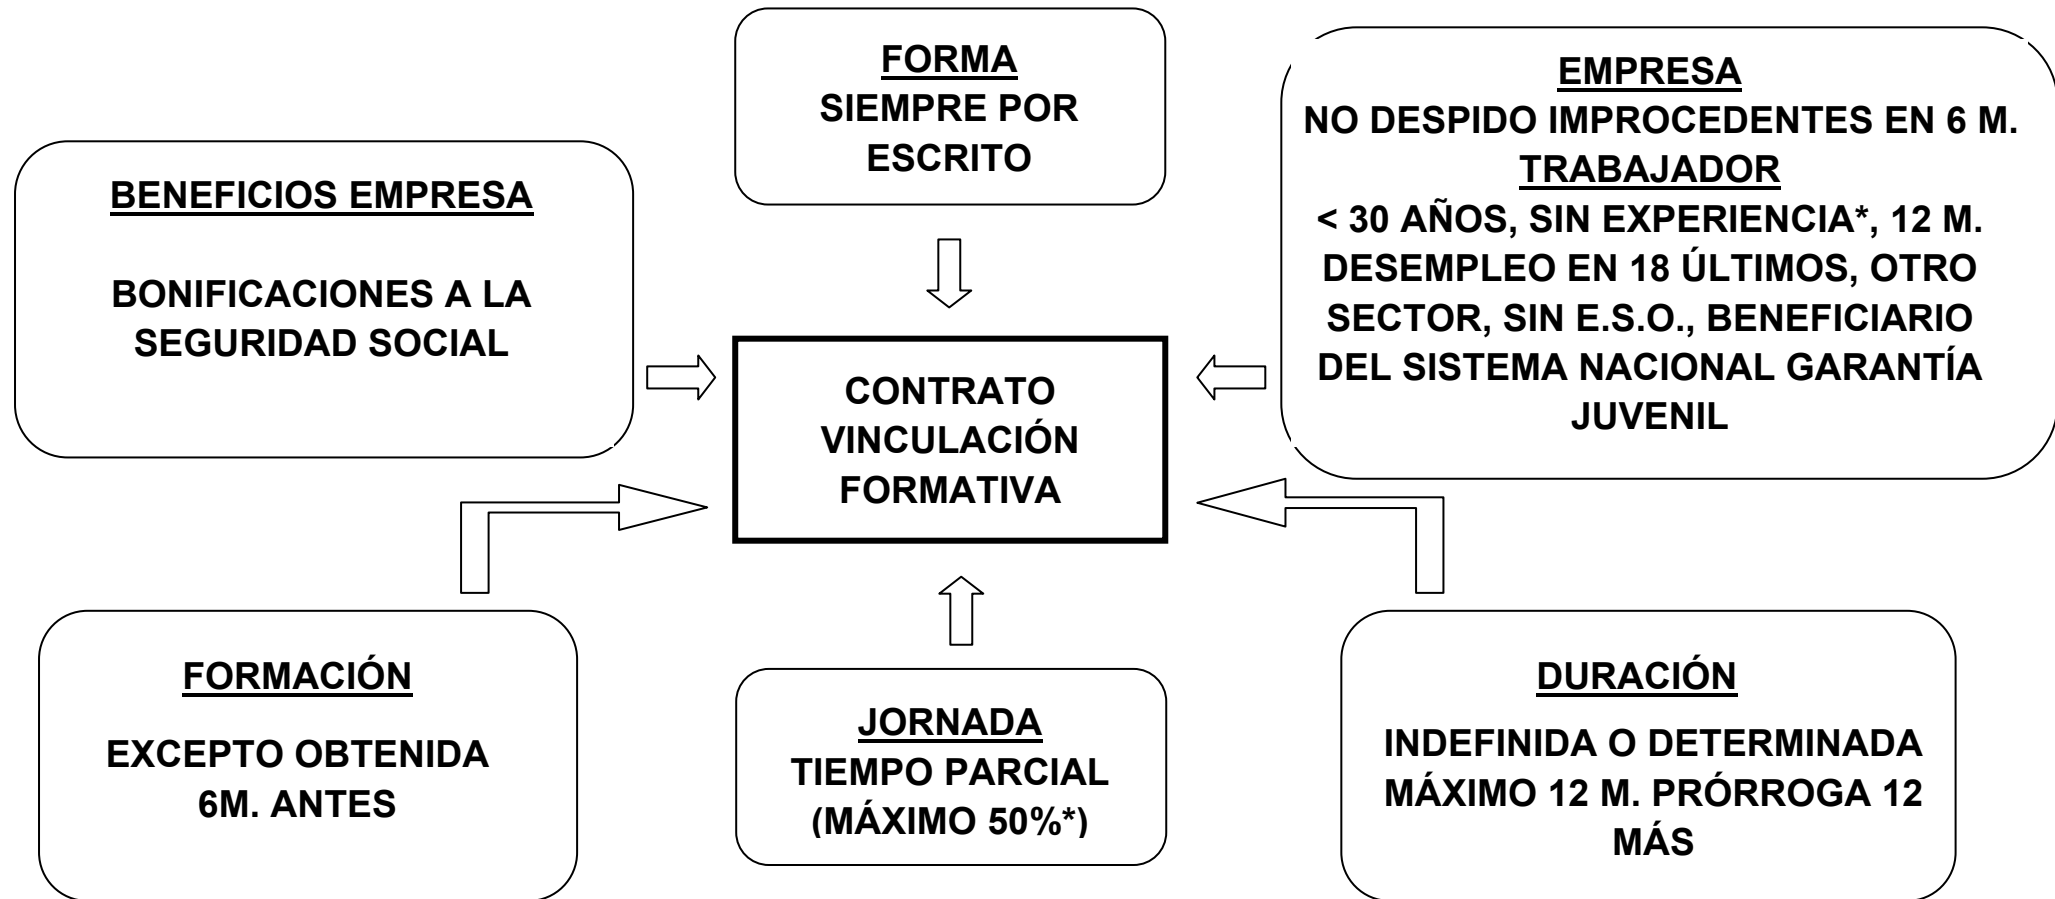 FORMA
SIEMPRE POR
ESCRITO
EMPRESA
NO DESPIDO IMPROCEDENTES EN 6 M.
TRABAJADOR
< 30 AÑOS, SIN EXPERIENCIA*, 12 M.
DESEMPLEO EN 18 ÚLTIMOS, OTRO
SECTOR, SIN E.S.O., BENEFICIARIO
DEL SISTEMA NACIONAL GARANTÍA
JUVENIL
BENEFICIOS EMPRESA
BONIFICACIONES A LA
SEGURIDAD SOCIAL
CONTRATO
VINCULACIÓN
FORMATIVA
FORMACIÓN
EXCEPTO OBTENIDA
6M. ANTES
JORNADA
TIEMPO PARCIAL
(MÁXIMO 50%*)
DURACIÓN
INDEFINIDA O DETERMINADA
MÁXIMO 12 M. PRÓRROGA 12
MÁS